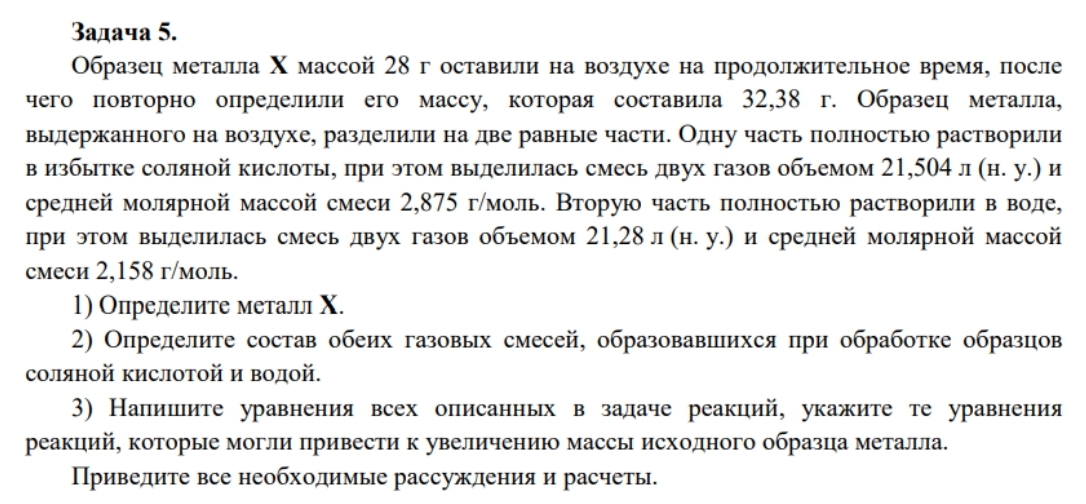 Задача 5.
Образец металла X массой 28 г оставили на воздухе на продолжительное время, после
чего повторно определили его массу, которая составила 32,38 г. Образец металла,
выдержанного на воздухе, разделили на две равные части. Одну часть полностью растворили
в избытке соляной кислоты, при этом выделилась смесь двух газов объемом 21,504 л (н. у.) и
средней молярной массой смеси 2,875 г/моль. Вторую часть полностью растворили в воде,
при этом выделилась смесь двух газов объемом 21,28 л (н. у.) и средней молярной массой
смеси 2,158 г/моль.
1) Определите металл X.
2) Определите состав обеих газовых смесей, образовавшихся при обработке образцов
соляной кислотой и водой.
3) Напишите уравнения всех описанных в задаче реакций, укажите те уравнения
реакций, которые могли привести к увеличению массы исходного образца металла.
Приведите все необходимые рассуждения и расчеты.